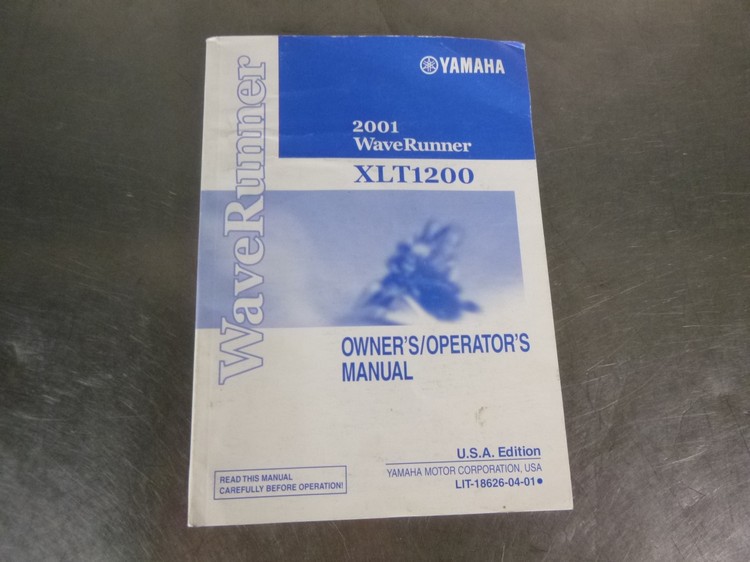 WaveRunner
YAMAHA
2001
WaveRunner
XLT1200
OWNER'S/OPERATOR'S
MANUAL
READ THIS MANUAL
CAREFULLY BEFORE OPERATION!
U.S.A. Edition
YAMAHA MOTOR CORPORATION, USA
LIT-18626-04-01●